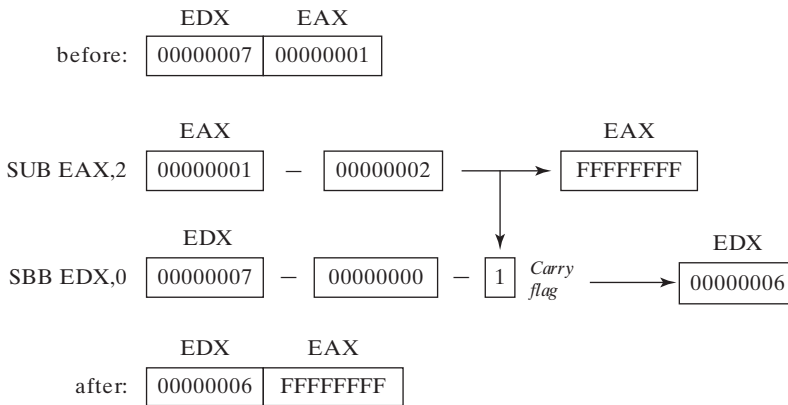 EDX EAX
before: 00000007 00000001
EAX EAX
SUB EAX,2 00000001 – 00000002 FFFFFFFF
EDX EDX
SBB EDX,0 00000007 – 00000000 – 1 Carry flag 00000006
EDX EAX
after: 00000006 FFFFFFFF